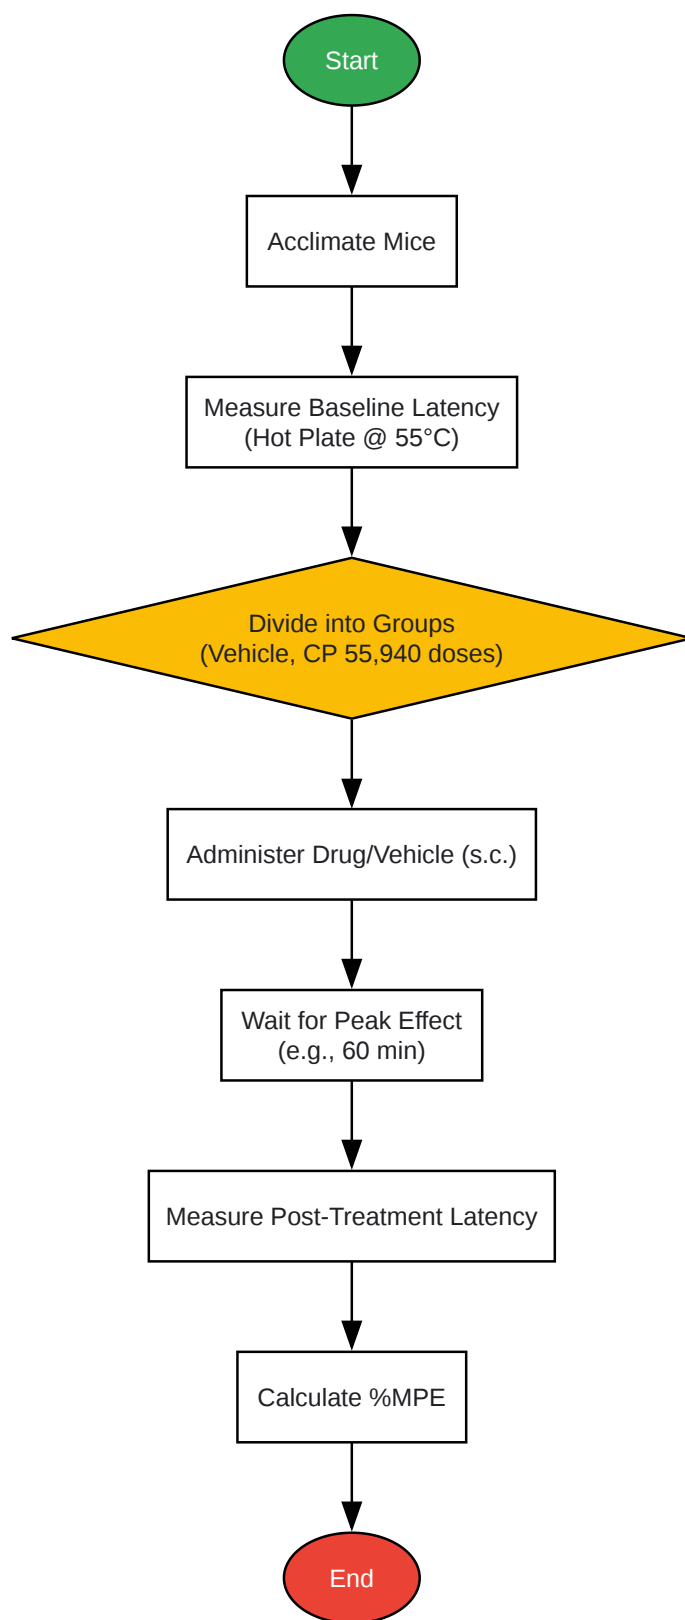 Start
Acclimate Mice
Measure Baseline Latency
(Hot Plate @ 55°C)
Divide into Groups
(Vehicle, CP 55,940 doses)
Administer Drug/Vehicle (s.c.)
Wait for Peak Effect
(e.g., 60 min)
Measure Post-Treatment Latency
Calculate %MPE
End